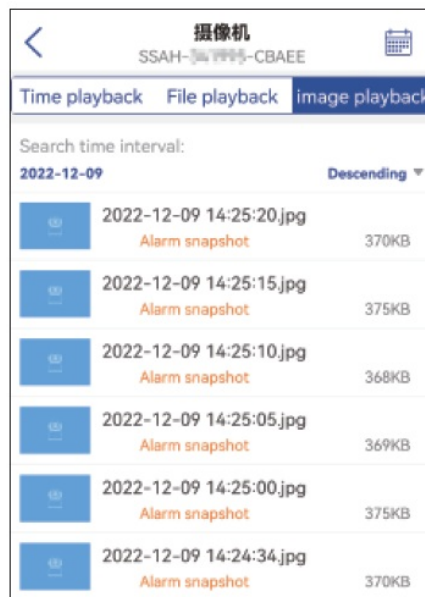 摄像机
SSAH-        -CBAEE
Time playback File playback image playback
Search time interval:
2022-12-09 Descending
2022-12-09 14:25:20.jpg
Alarm snapshot 370KB
2022-12-09 14:25:15.jpg
Alarm snapshot 375KB
2022-12-09 14:25:10.jpg
Alarm snapshot 368KB
2022-12-09 14:25:05.jpg
Alarm snapshot 369KB
2022-12-09 14:25:00.jpg
Alarm snapshot 375KB
2022-12-09 14:24:34.jpg
Alarm snapshot 370KB